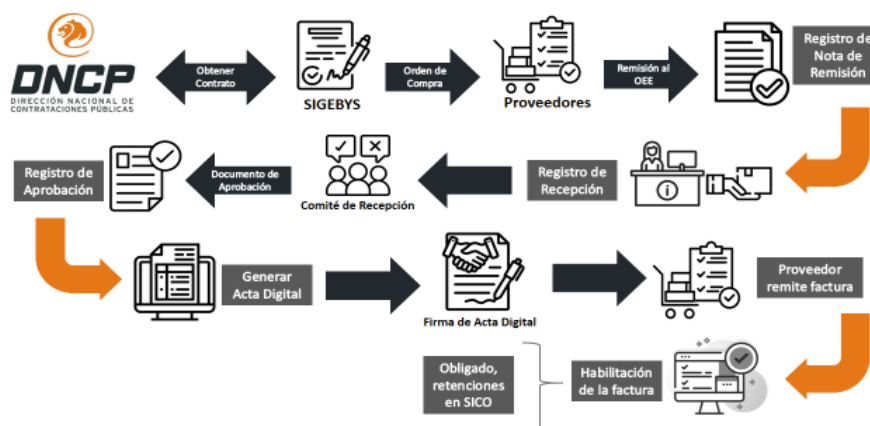 DNCP
DIRECCIÓN NACIONAL DE
CONTRATACIONES PÚBLICAS
Obtener
Contrato
SIGEBYS
Orden de
Compra
Proveedores
Remisión al
OEE
Registro de
Nota de
Remisión
Registro de
Aprobación
Documento de
Aprobación
Comité de Recepción
Registro de
Recepción
Generar
Acta Digital
Firma de Acta Digital
Proveedor
remite factura
Obligado,
retenciones
en SICO
Habilitación
de la factura